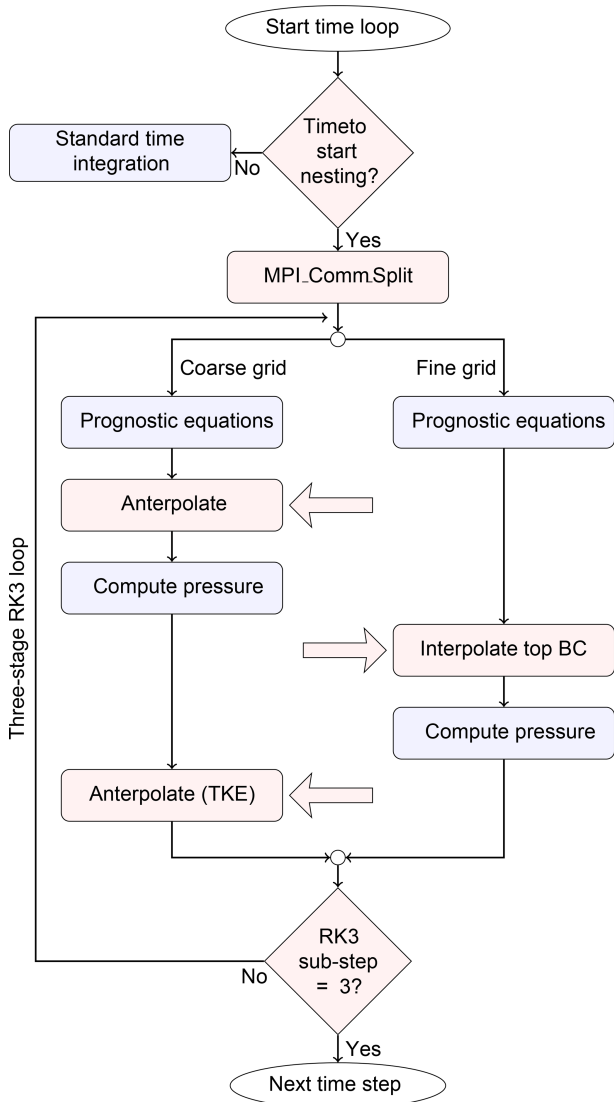 Start time loop
Timeto
start
nesting?
Standard time
integration
No
Yes
MPI_Comm_Split
Coarse grid
Fine grid
Prognostic equations
Prognostic equations
Anterpolate
Compute pressure
Three-stage RK3 loop
Interpolate top BC
Compute pressure
Anterpolate (TKE)
RK3
sub-step
= 3?
No
Yes
Next time step